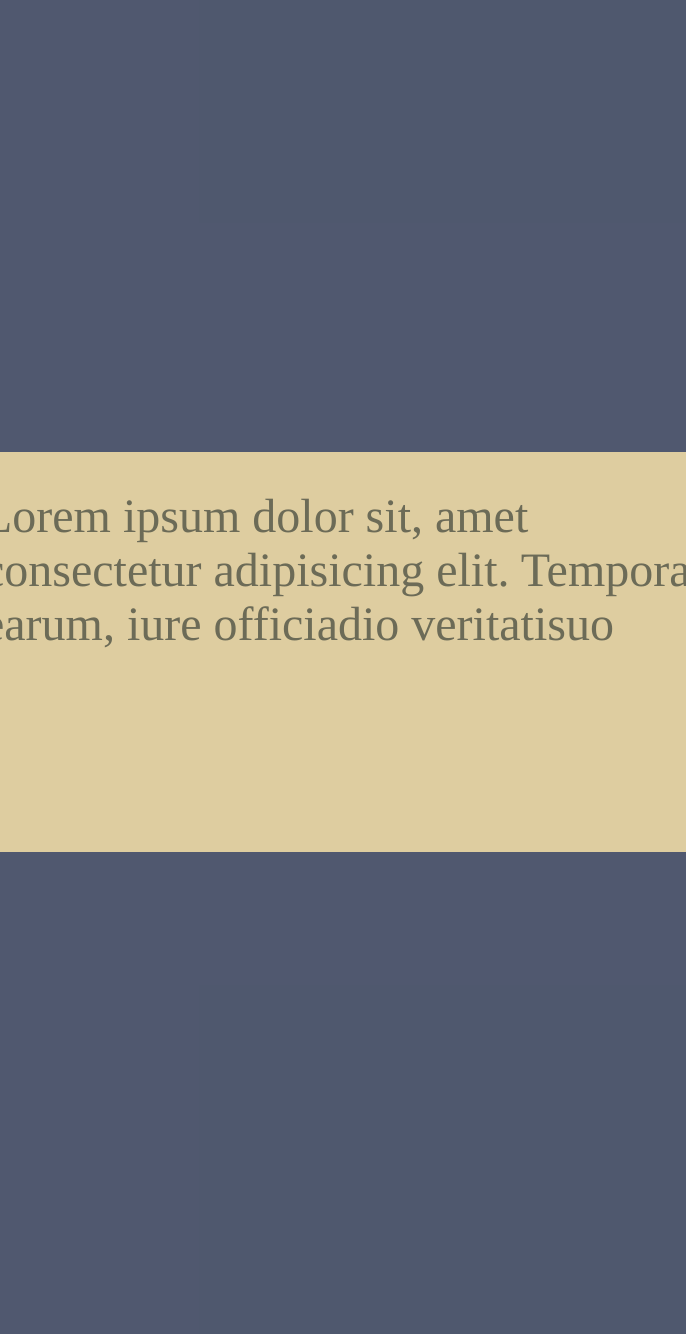 Lorem ipsum dolor sit, amet
consectetur adipisicing elit. Tempora
earum, iure officiadio veritatisuo